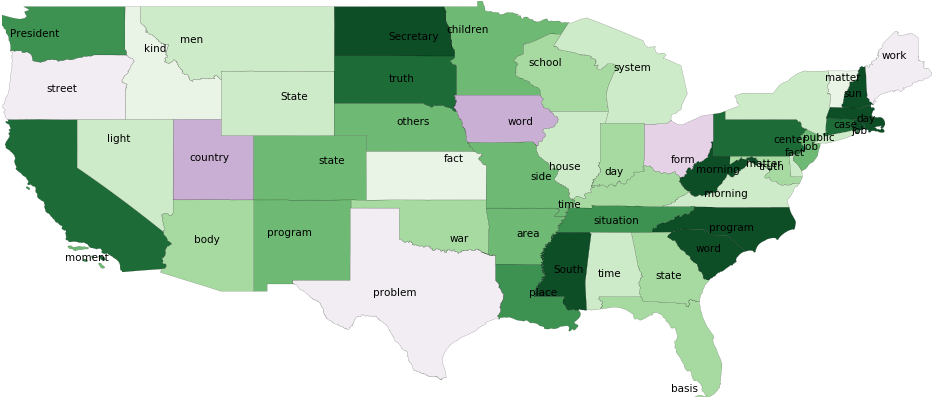 President
kind
men
Secretary
children
street
State
truth
school
system
work
matter
sun
light
country
state
others
word
fact
side
house
day
form
morning
center
public
case
day
job
job
fact
matter
truth
moment
body
program
war
area
time
situation
morning
program
word
problem
place
South
time
state
basis